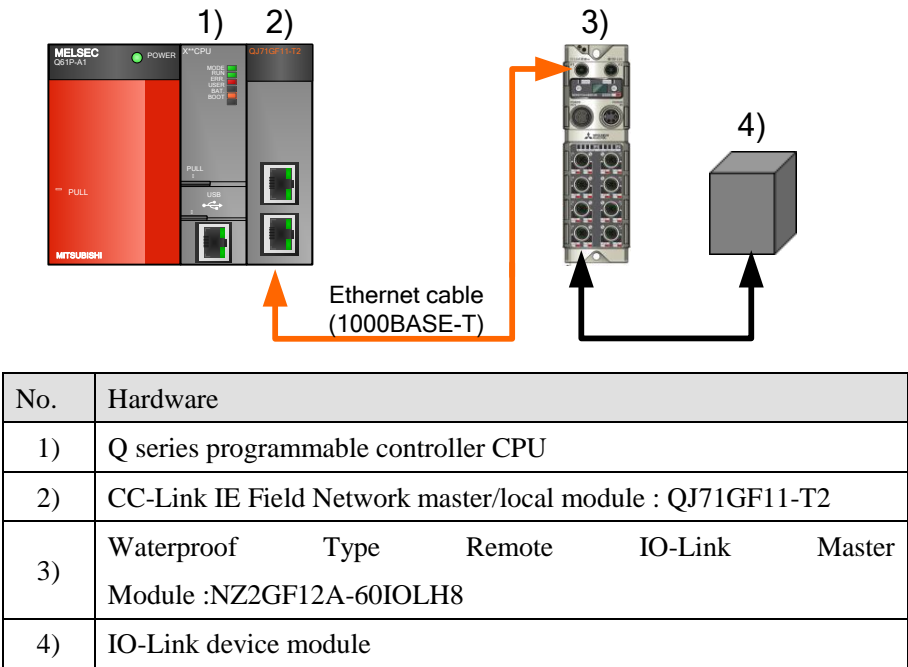 1) 2) 3)
MELSEC
Q61P-A1
POWER
X**CPU
QJ71GF11-T2
MODE
RUN
ERR.
USER
BAT.
BOOT
4)
PULL
PULL
USB
MITSUBISHI
Ethernet cable
(1000BASE-T)
No. Hardware
1) Q series programmable controller CPU
2) CC-Link IE Field Network master/local module : QJ71GF11-T2
3) Waterproof Type Remote IO-Link Master
Module :NZ2GF12A-60IOLH8
4) IO-Link device module